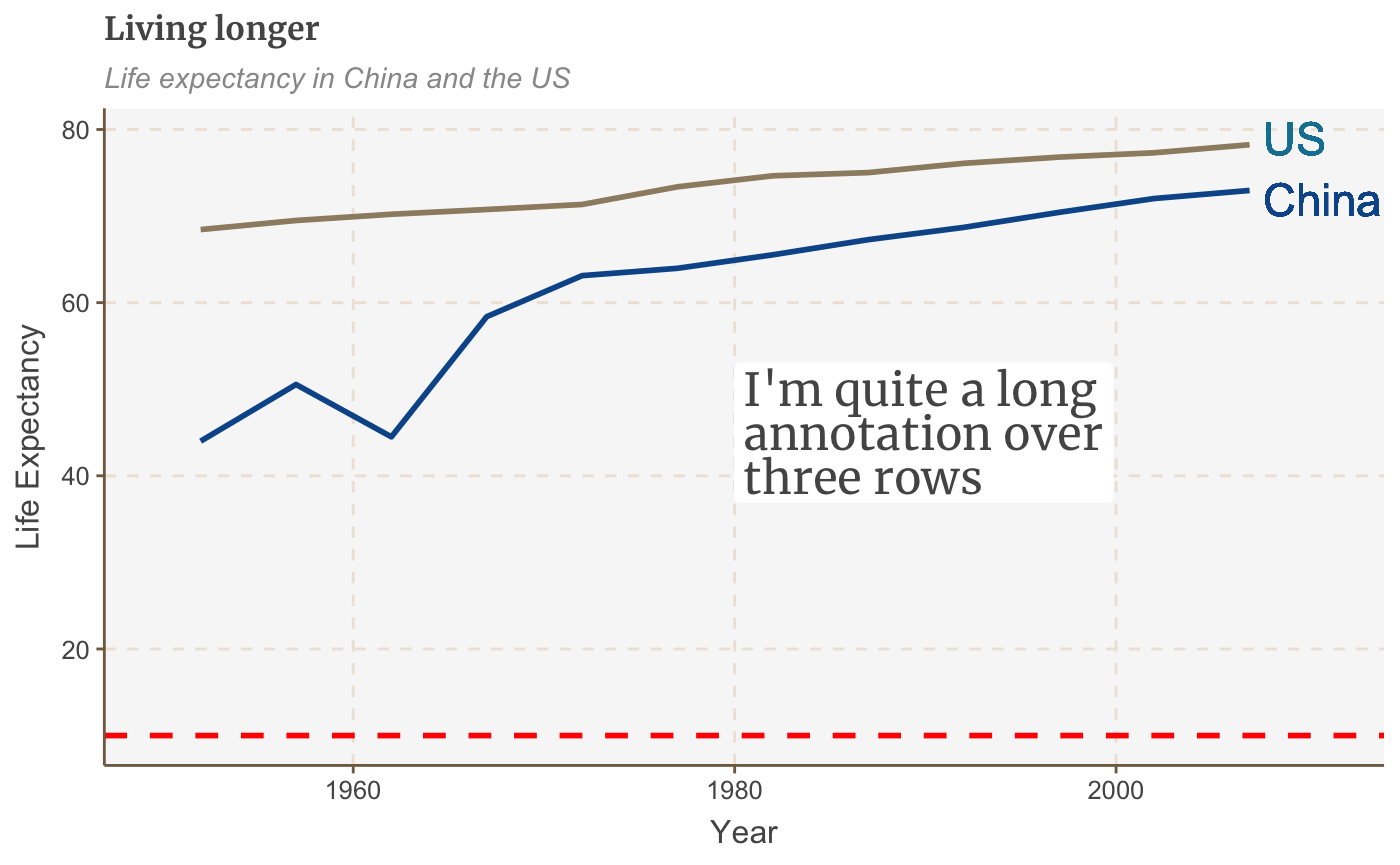 Living longer
Life expectancy in China and the US
80
US
China
60
Life Expectancy
I'm quite a long
annotation over
three rows
40
20
1960
1980
2000
Year